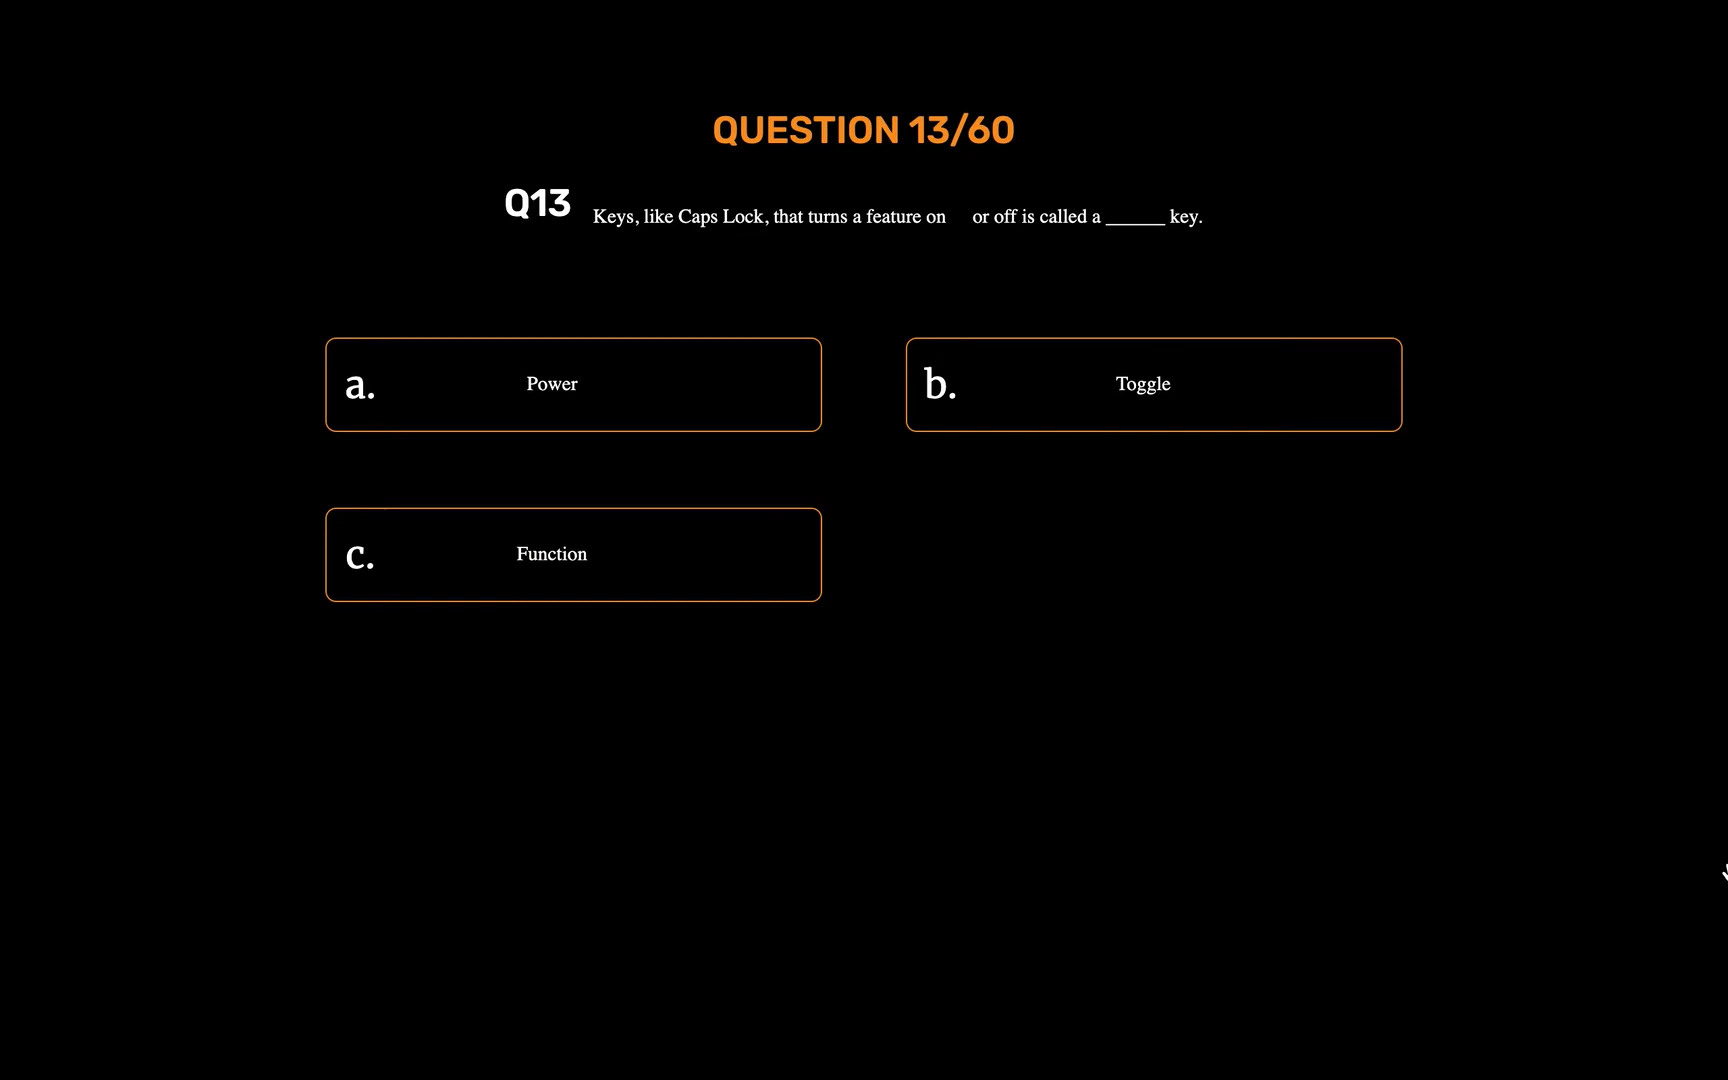 QUESTION 13/60
Q13 Keys, like Caps Lock, that turns a feature on or off is called a ______ key.
a. Power
b. Toggle
c. Function